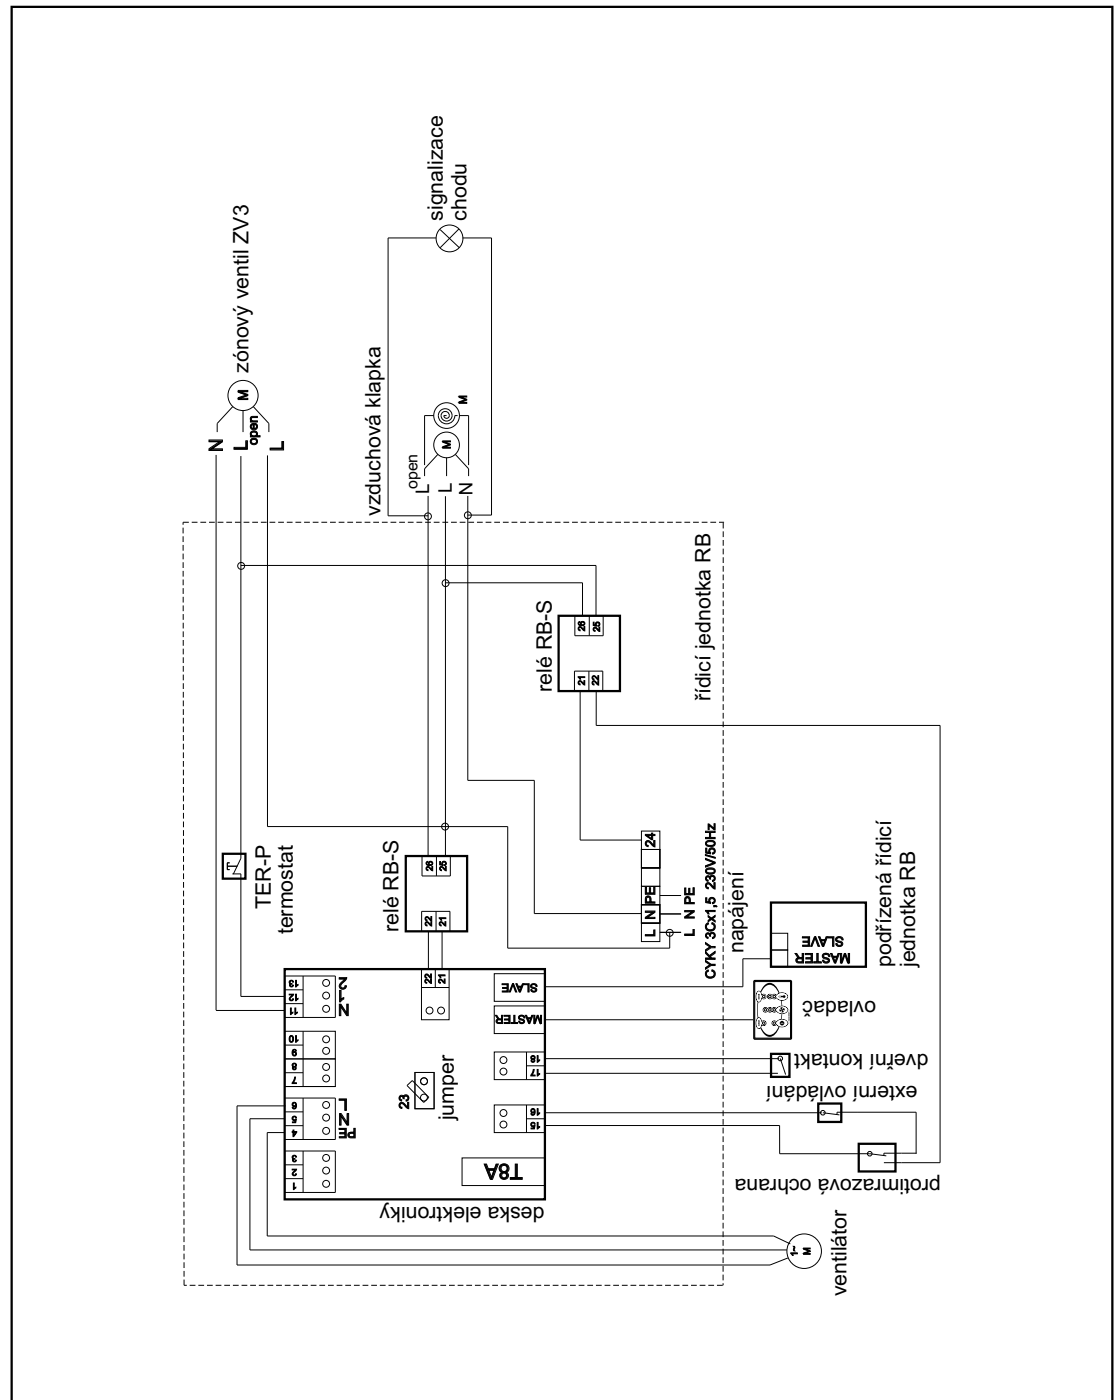 signalizace
chodu
zónový ventil ZV3
M
N
L
open
L
vzduchová klapka
M
M
open
L
L
N
řídicí jednotka RB
relé RB-S
26
25
21
22
TER-P
termostat
relé RB-S
26
25
22
21
24
PE
N
L
L N PE
CYKY 3Cx1,5 230V/50Hz
napájení
podřízená řídicí
jednotka RB
MASTER
SLAVE
ovladač
dveřní kontakt
externí ovládání
protimrazová ochrana
ventilátor
1~
M
deska elektroniky
T8A
jumper
23
22
21
SLAVE
MASTER
18
17
16
15
13
12
11
2
1
N
10
9
8
7
6
5
4
L
N
PE
3
2
1